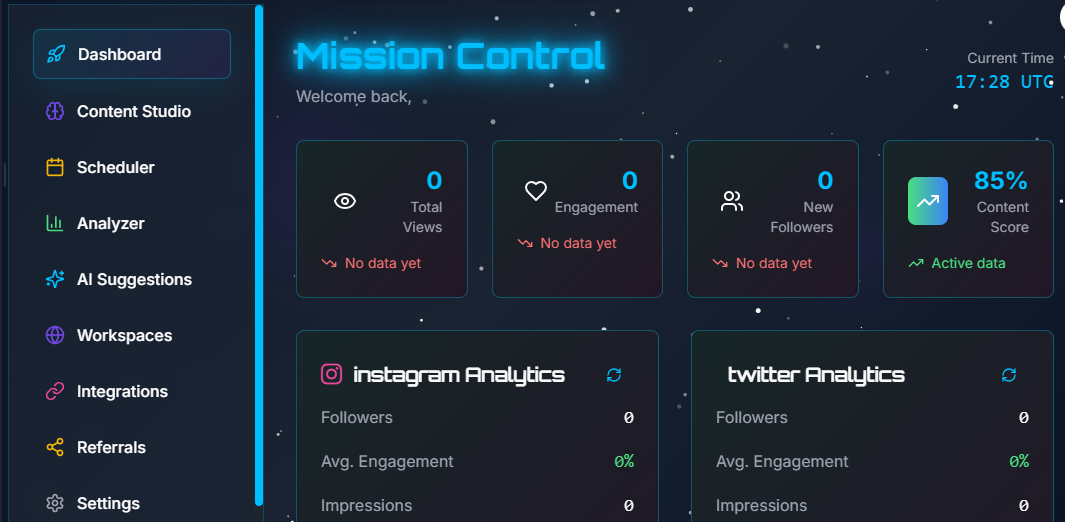 Dashboard
Content Studio
Scheduler
Analyzer
AI Suggestions
Workspaces
Integrations
Referrals
Settings
Mission Control
Welcome back,
Current Time
17:28 UTC
0
Total
Views
No data yet
0
Engagement
No data yet
0
New
Followers
No data yet
85%
Content
Score
Active data
instagram Analytics
Followers 0
Avg. Engagement 0%
Impressions 0
twitter Analytics
Followers 0
Avg. Engagement 0%
Impressions 0